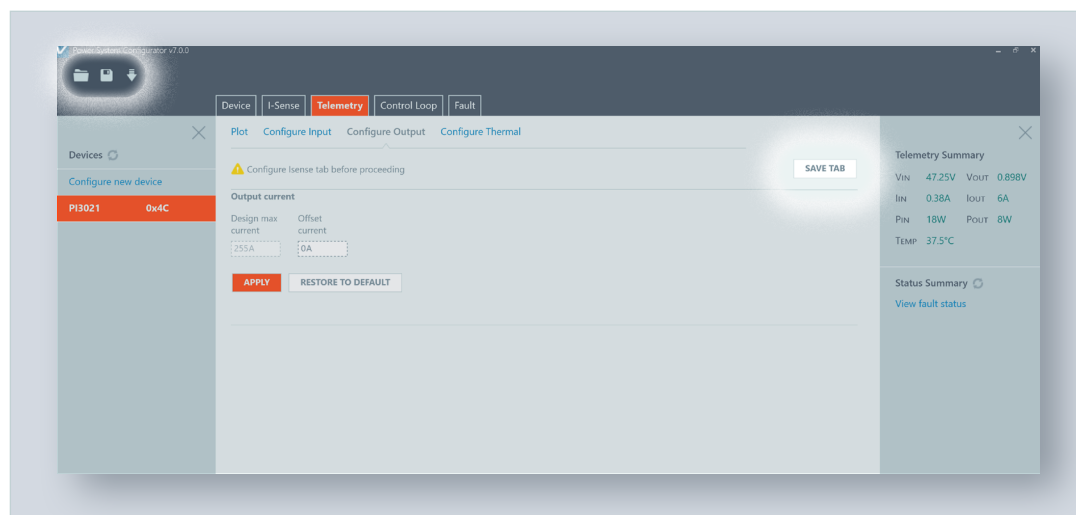 Power System Configurator v7.0.0
Device I-Sense Telemetry Control Loop Fault
Plot Configure Input Configure Output Configure Thermal
Devices
Configure new device
PI3021 0x4C
Configure Isense tab before proceeding
SAVE TAB
Output current
Design max current
Offset current
255A 0A
APPLY RESTORE TO DEFAULT
Telemetry Summary
VIN 47.25V VOUT 0.898V
IIN 0.38A IOUT 6A
PIN 18W POUT 8W
TEMP 37.5°C
Status Summary
View fault status